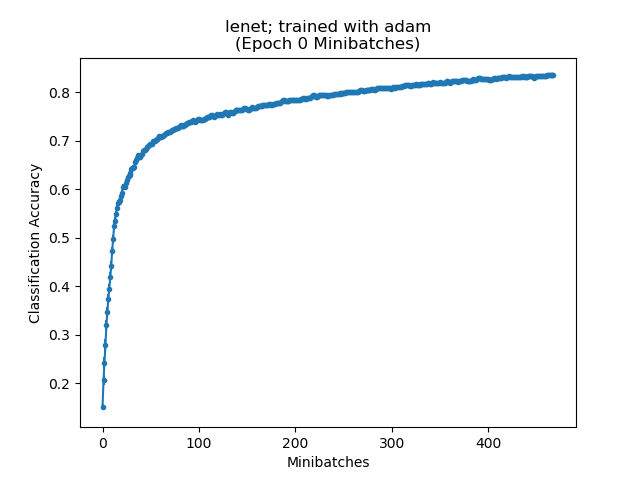 lenet; trained with adam
(Epoch 0 Minibatches)
Classification Accuracy
0.8
0.7
0.6
0.5
0.4
0.3
0.2
0 100 200 300 400
Minibatches